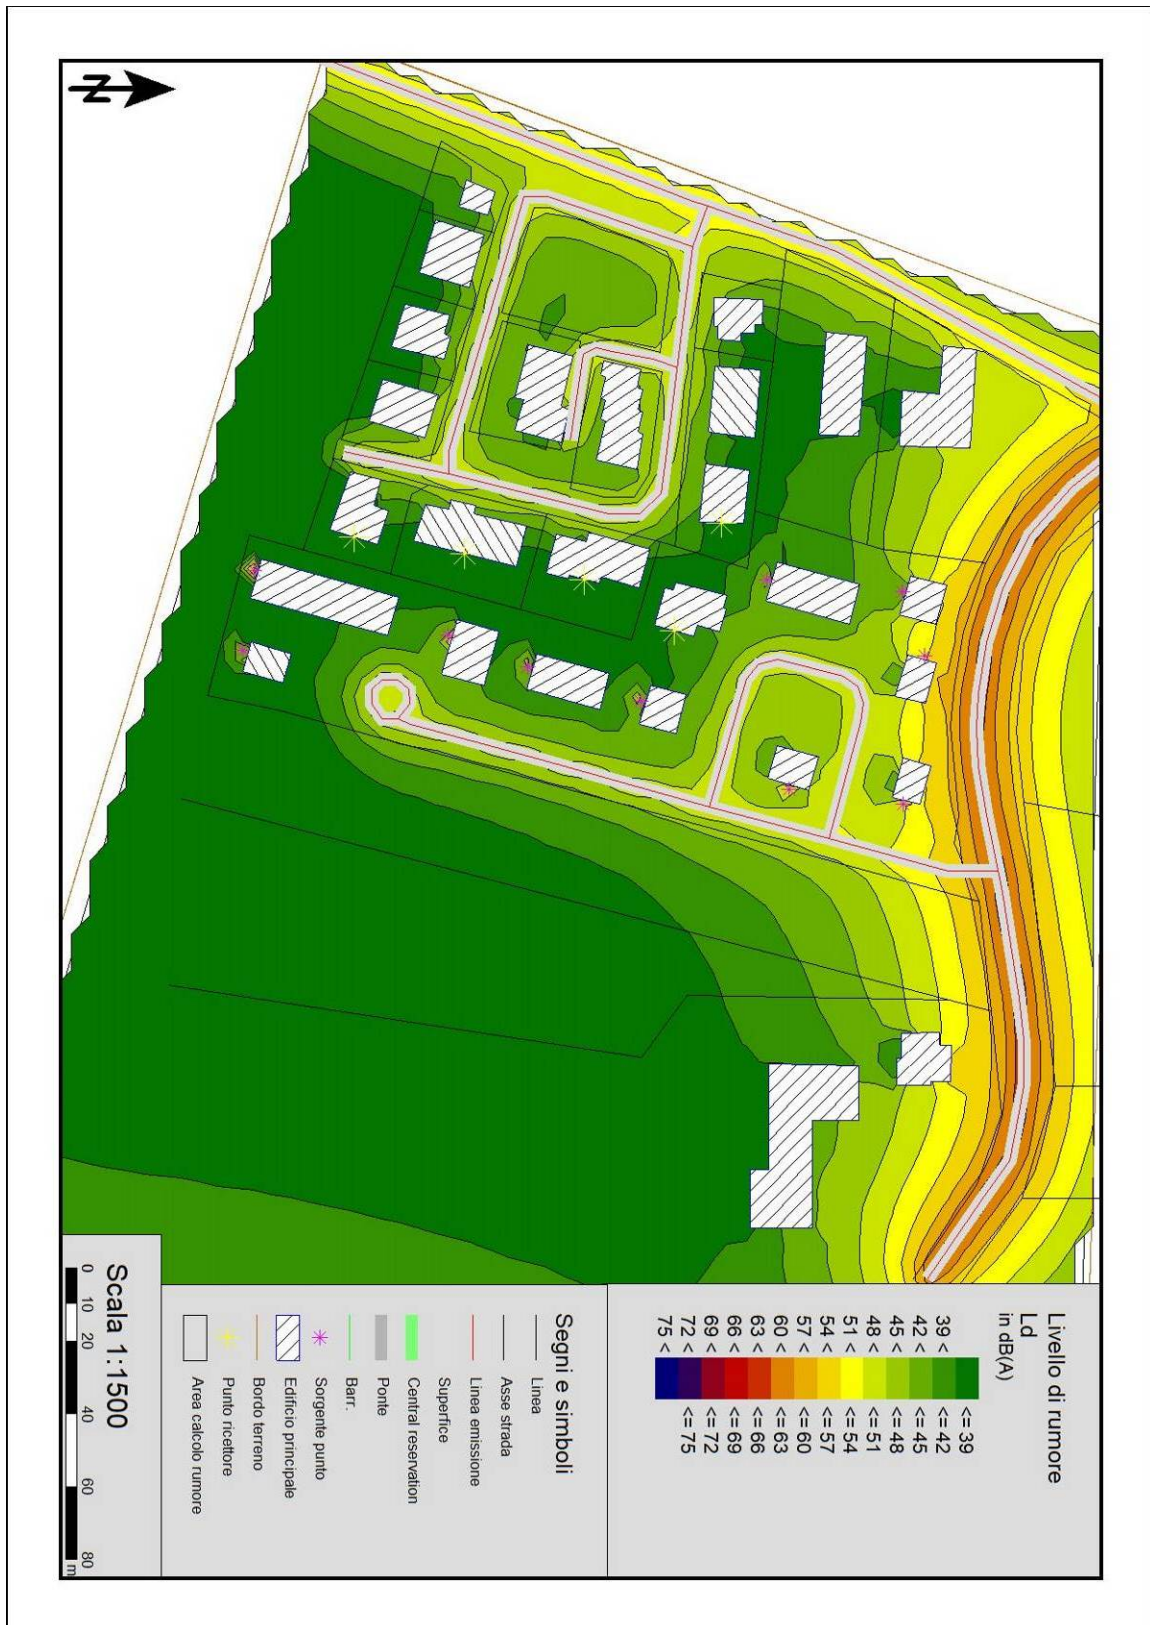 N
Livello di rumore
Ld
in dB(A)
<=39
39 < <=42
42 < <=45
45 < <=48
48 < <=51
51 < <=54
54 < <=57
57 < <=60
60 < <=63
63 < <=66
66 < <=69
69 < <=72
72 < <=75
75 <
Segni e simboli
Linea
Asse strada
Linea emissione
Superfice
Central reservation
Ponte
Barr.
Sorgente punto
Edificio principale
Bordo terreno
Punto ricettore
Area calcolo rumore
Scala 1:1500
0 10 20 40 60 80
m